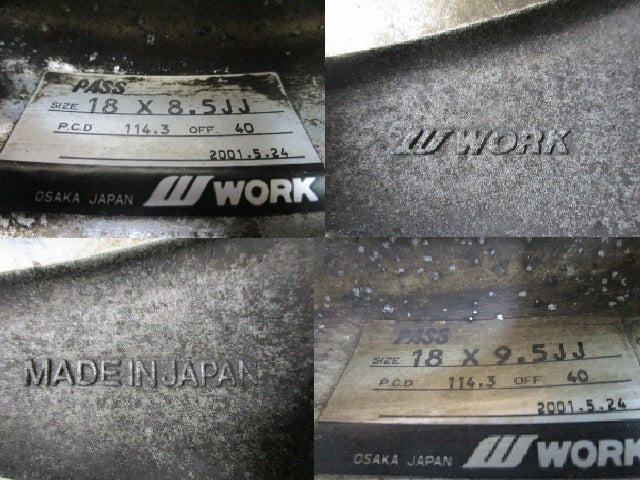 PASS
SIZE 18 X 8.5JJ
P.C.D 114.3 OFF. 40
2001.5.24
OSAKA JAPAN W WORK
W WORK
MADE IN JAPAN
PASS
SIZE 18 X 9.5JJ
P.C.D 114.3 OFF 40
2001.5.24
OSAKA JAPAN W WORK